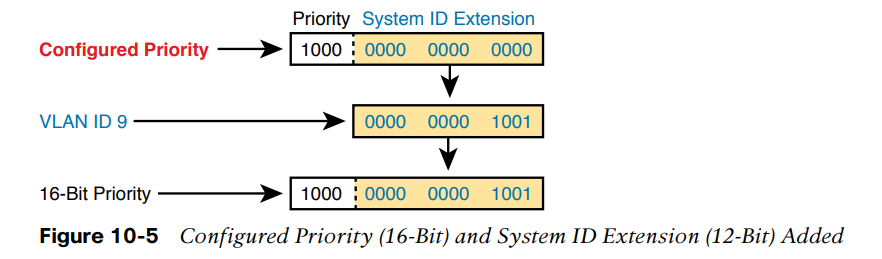 Priority System ID Extension
Configured Priority 1000 0000 0000 0000
VLAN ID 9 0000 0000 1001
16-Bit Priority 1000 0000 0000 1001
Figure 10-5 Configured Priority (16-Bit) and System ID Extension (12-Bit) Added